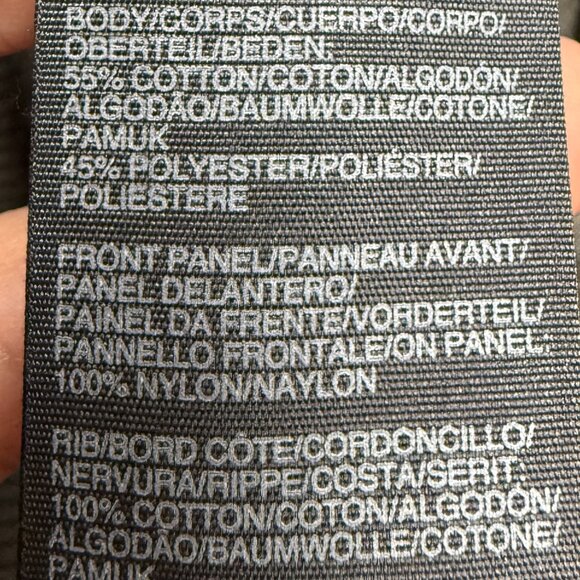 BODY/CORPS/CUERPO/CORPO/
OBERTEIL/BEDEN:
55% COTTON/COTON/ALGODÓN/
ALGODÃO/BAUMWOLLE/COTONE/
PAMUK
45% POLYESTER/POLIÉSTER/
POLIESTERE
FRONT PANEL/PANNEAU AVANT/
PANEL DELANTERO/
PAINEL DA FRENTE/VORDERTEIL/
PANNELLO FRONTALE/ON PANEL:
100% NYLON/NAYLON
RIB/BORD CÔTE/CORDONCILLO/
NERVURA/RIPPE/COSTA/SERIT:
100% COTTON/COTON/ALGODÓN/
ALGODÃO/BAUMWOLLE/COTONE/
PAMUK